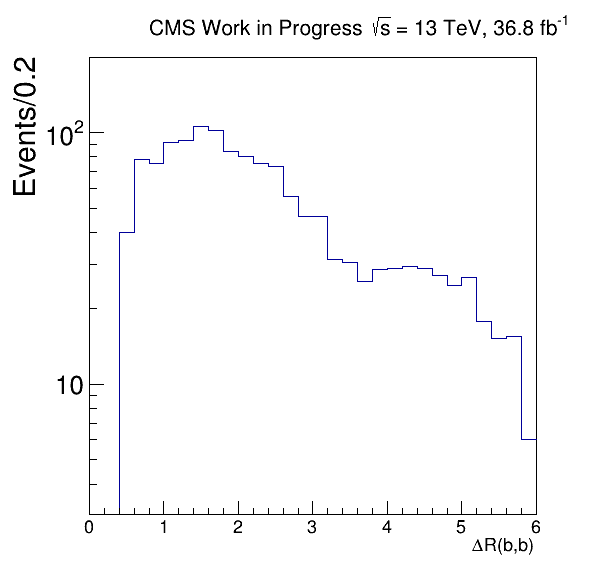 CMS Work in Progress √s = 13 TeV, 36.8 fb⁻¹
Events/0.2
10²
10
0 1 2 3 4 5 6
ΔR(b,b)